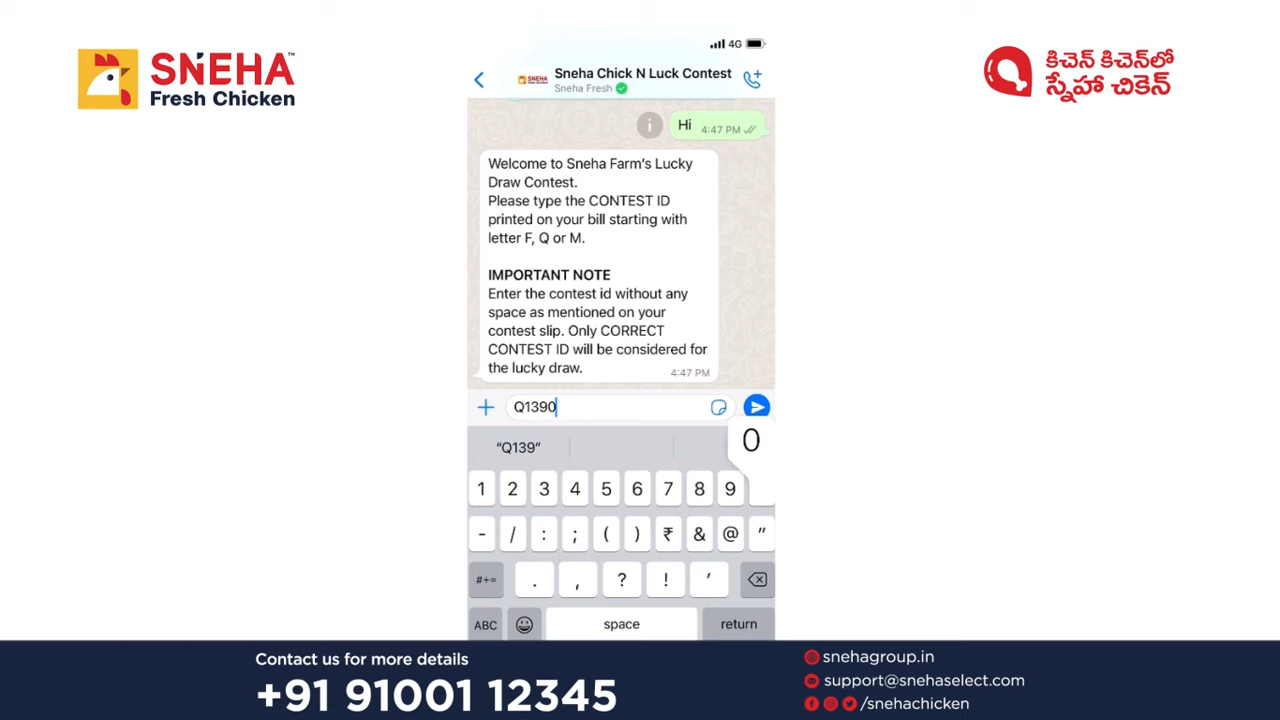 SNEHA™
Fresh Chicken
కిచెన్ కిచెన్‌లో
స్నేహా చికెన్
4G
Sneha Chick N Luck Contest
SNEHA
Sneha Fresh
Hi
4:47 PM
Welcome to Sneha Farm's Lucky
Draw Contest.
Please type the CONTEST ID
printed on your bill starting with
letter F, Q or M.
IMPORTANT NOTE
Enter the contest id without any
space as mentioned on your
contest slip. Only CORRECT
CONTEST ID will be considered for
the lucky draw.
4:47 PM
Q1390
“Q139”
0
1 2 3 4 5 6 7 8 9
- / : ; ( ) ₹ & @ "
#+= . , ? ! '
ABC space return
Contact us for more details
+91 91001 12345
snehagroup.in
support@snehaselect.com
/snehachicken